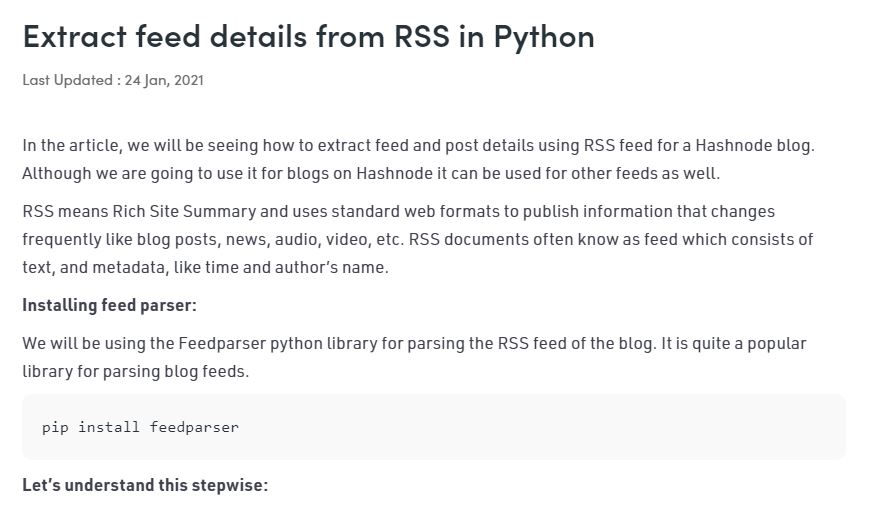 Extract feed details from RSS in Python
Last Updated : 24 Jan, 2021
In the article, we will be seeing how to extract feed and post details using RSS feed for a Hashnode blog.
Although we are going to use it for blogs on Hashnode it can be used for other feeds as well.
RSS means Rich Site Summary and uses standard web formats to publish information that changes
frequently like blog posts, news, audio, video, etc. RSS documents often know as feed which consists of
text, and metadata, like time and author’s name.
Installing feed parser:
We will be using the Feedparser python library for parsing the RSS feed of the blog. It is quite a popular
library for parsing blog feeds.
pip install feedparser
Let’s understand this stepwise: